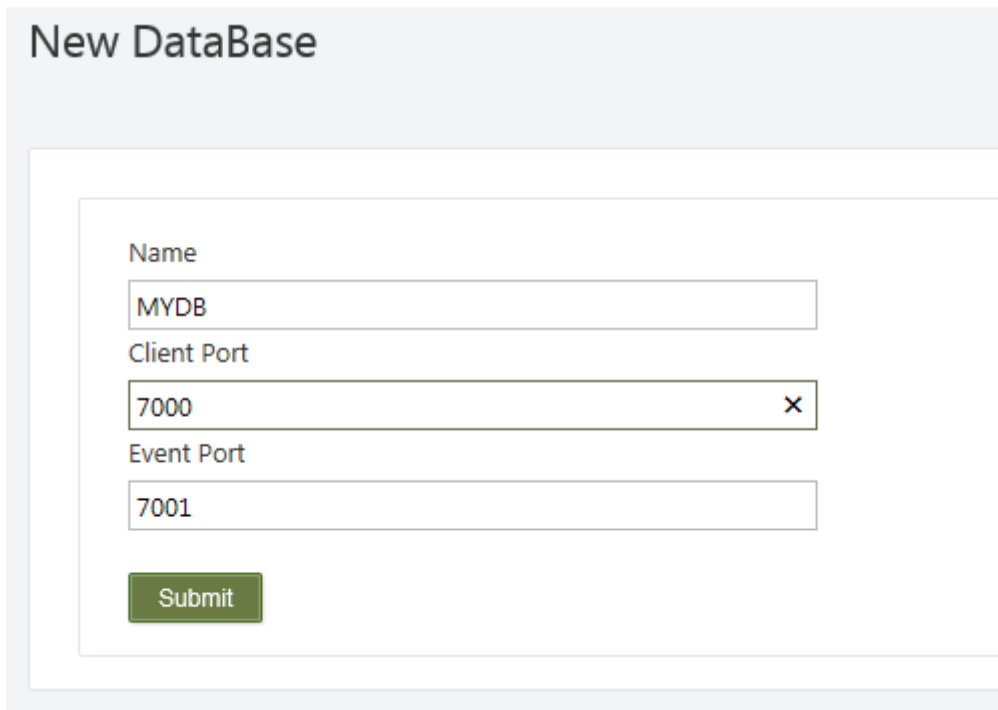 New DataBase
Name
MYDB
Client Port
7000
Event Port
7001
Submit